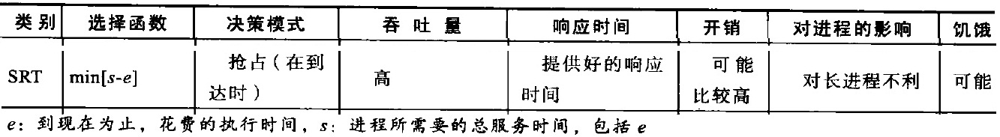 类别 选择函数 决策模式 吞吐量 响应时间 开销 对进程的影响 饥饿
SRT min[s-e] 抢占（在到达时） 高 提供好的响应时间 可能比较高 对长进程不利 可能
e：到现在为止，花费的执行时间，s：进程所需要的总服务时间，包括 e